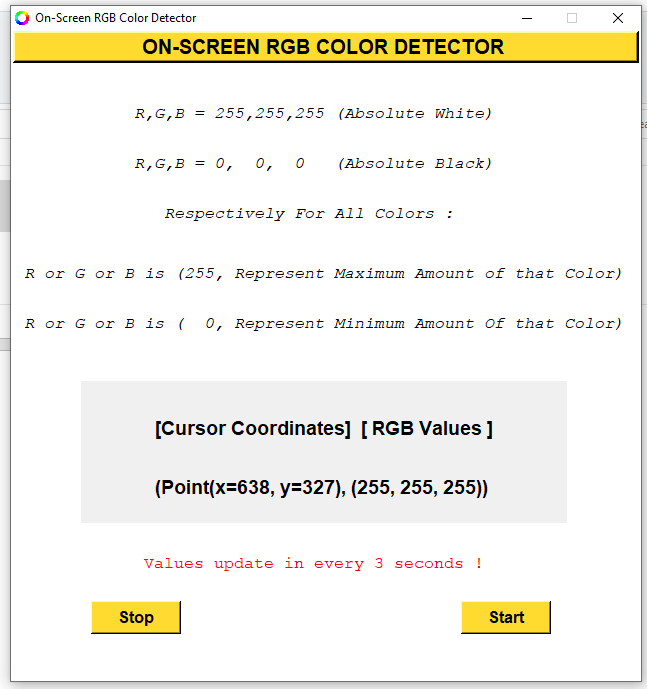 On-Screen RGB Color Detector
ON-SCREEN RGB COLOR DETECTOR
R,G,B = 255,255,255 (Absolute White)
R,G,B = 0,  0,  0   (Absolute Black)
Respectively For All Colors :
R or G or B is (255, Represent Maximum Amount of that Color)
R or G or B is (  0, Represent Minimum Amount Of that Color)
[Cursor Coordinates]  [ RGB Values ]
(Point(x=638, y=327), (255, 255, 255))
Values update in every 3 seconds !
Stop Start